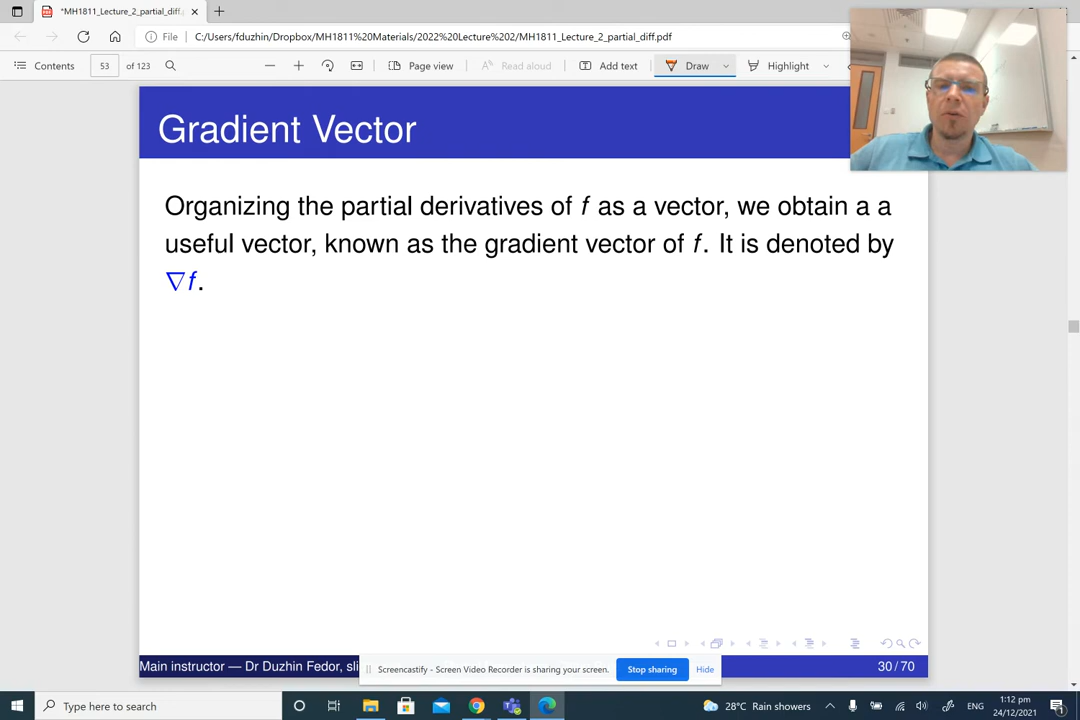 *MH1811_Lecture_2_partial_diff.
File
C:/Users/fduzhin/Dropbox/MH1811%20Materials/2022%20Lecture%202/MH1811_Lecture_2_partial_diff.pdf
Contents
53
of 123
Page view
Read aloud
Add text
Draw
Highlight
Gradient Vector
Organizing the partial derivatives of f as a vector, we obtain a a
useful vector, known as the gradient vector of f. It is denoted by
∇f.
Main instructor — Dr Duzhin Fedor, sli
30 / 70
Screencastify - Screen Video Recorder is sharing your screen.
Stop sharing
Hide
Type here to search
28°C Rain showers
ENG
1:12 pm
24/12/2021
1